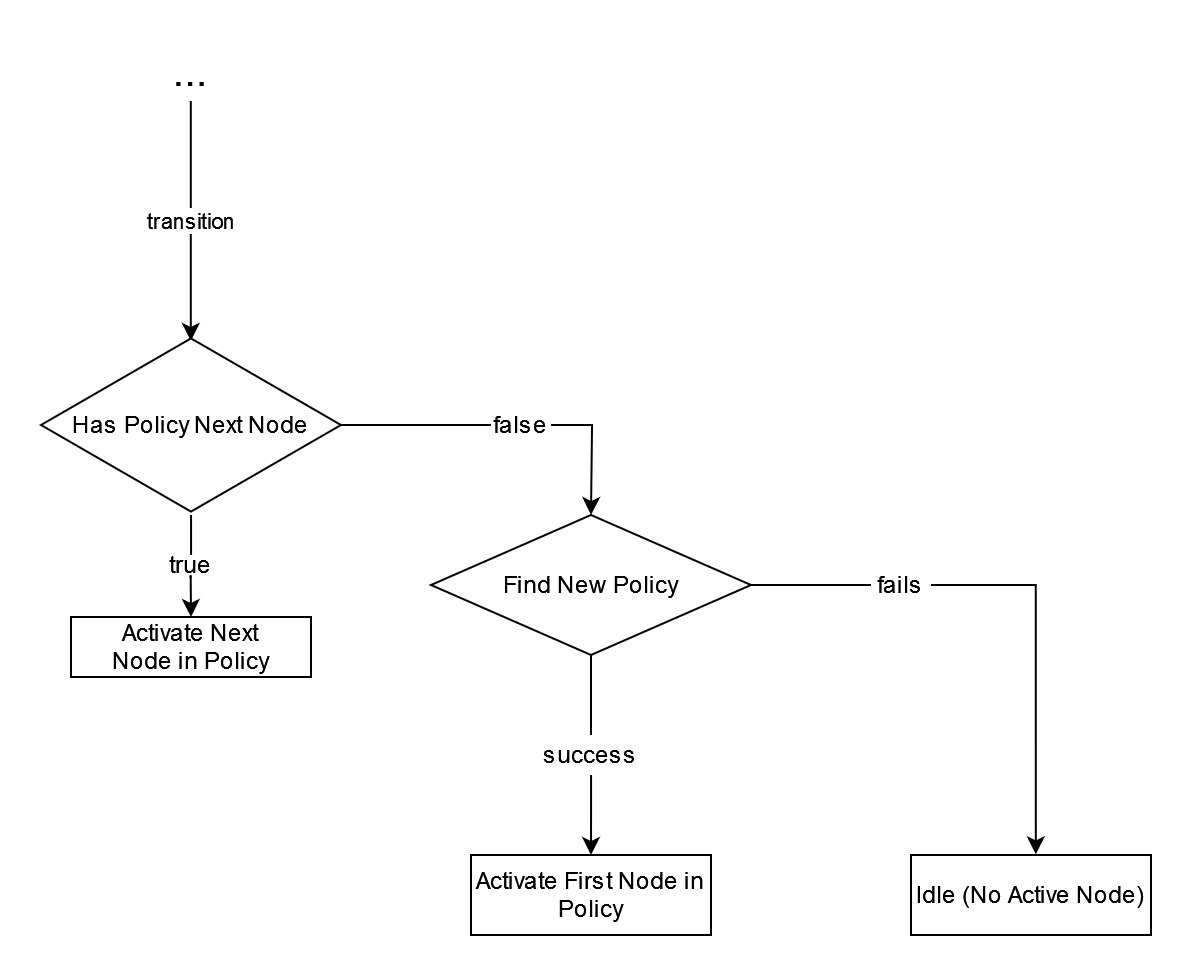 ...
transition
Has Policy Next Node
false
true
Find New Policy
fails
Activate Next
Node in Policy
success
Activate First Node in
Policy
Idle (No Active Node)